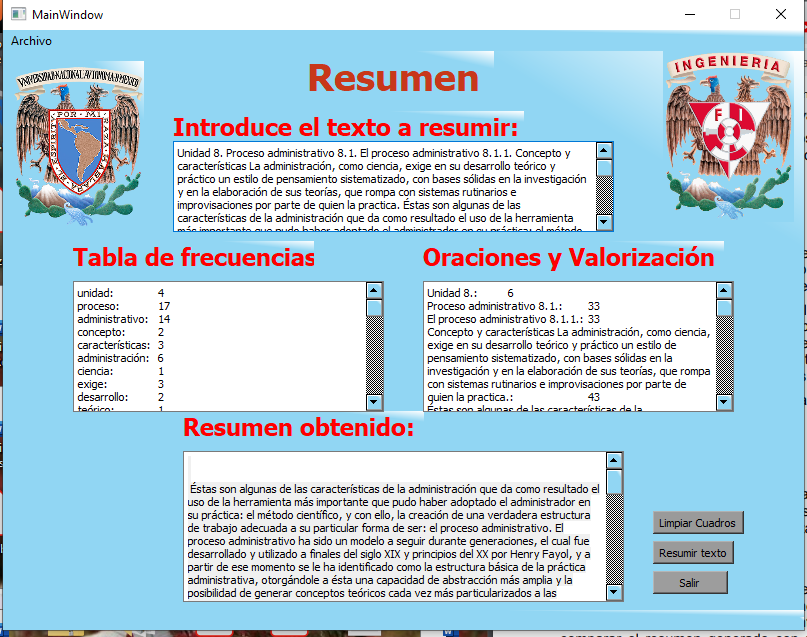 MainWindow
Archivo
UNIVERSIDAD NACIONAL AVTONOMA DE MEXICO
POR MI RAZA HABLARA EL ESPIRITU
INGENIERIA
F I
Resumen
Introduce el texto a resumir:
Unidad 8. Proceso administrativo 8.1. El proceso administrativo 8.1.1. Concepto y
características La administración, como ciencia, exige en su desarrollo teórico y
práctico un estilo de pensamiento sistematizado, con bases sólidas en la investigación
y en la elaboración de sus teorías, que rompa con sistemas rutinarios e
improvisaciones por parte de quien la practica. Éstas son algunas de las
características de la administración que da como resultado el uso de la herramienta
más importante que pudo haber adoptado el administrador en su práctica: el método
Tabla de frecuencias
unidad: 4
proceso: 17
administrativo: 14
concepto: 2
características: 3
administración: 6
ciencia: 1
exige: 3
desarrollo: 2
teórico: 1
Oraciones y Valorización
Unidad 8.: 6
Proceso administrativo 8.1.: 33
El proceso administrativo 8.1.1.: 33
Concepto y características La administración, como ciencia,
exige en su desarrollo teórico y práctico un estilo de
pensamiento sistematizado, con bases sólidas en la
investigación y en la elaboración de sus teorías, que rompa
con sistemas rutinarios e improvisaciones por parte de
quien la practica.: 43
Éstas son algunas de las características de la
Resumen obtenido:
Éstas son algunas de las características de la administración que da como resultado el
uso de la herramienta más importante que pudo haber adoptado el administrador en
su práctica: el método científico, y con ello, la creación de una verdadera estructura
de trabajo adecuada a su particular forma de ser: el proceso administrativo. El
proceso administrativo ha sido un modelo a seguir durante generaciones, el cual fue
desarrollado y utilizado a finales del siglo XIX y principios del XX por Henry Fayol, y a
partir de ese momento se le ha identificado como la estructura básica de la práctica
administrativa, otorgándole a ésta una capacidad de abstracción más amplia y la
posibilidad de generar conceptos teóricos cada vez más particularizados a las
Limpiar Cuadros
Resumir texto
Salir